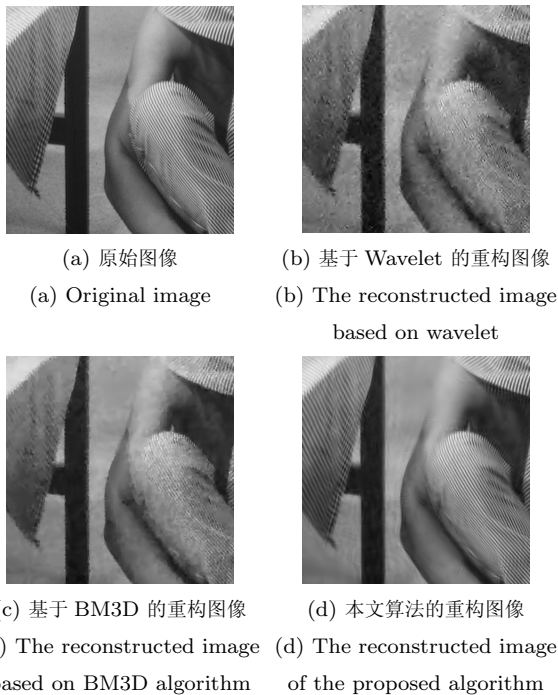 (a) 原始图像
(a) Original image
(b) 基于 Wavelet 的重构图像
(b) The reconstructed image
based on wavelet
c) 基于 BM3D 的重构图像
) The reconstructed image
ased on BM3D algorithm
(d) 本文算法的重构图像
(d) The reconstructed image
of the proposed algorithm